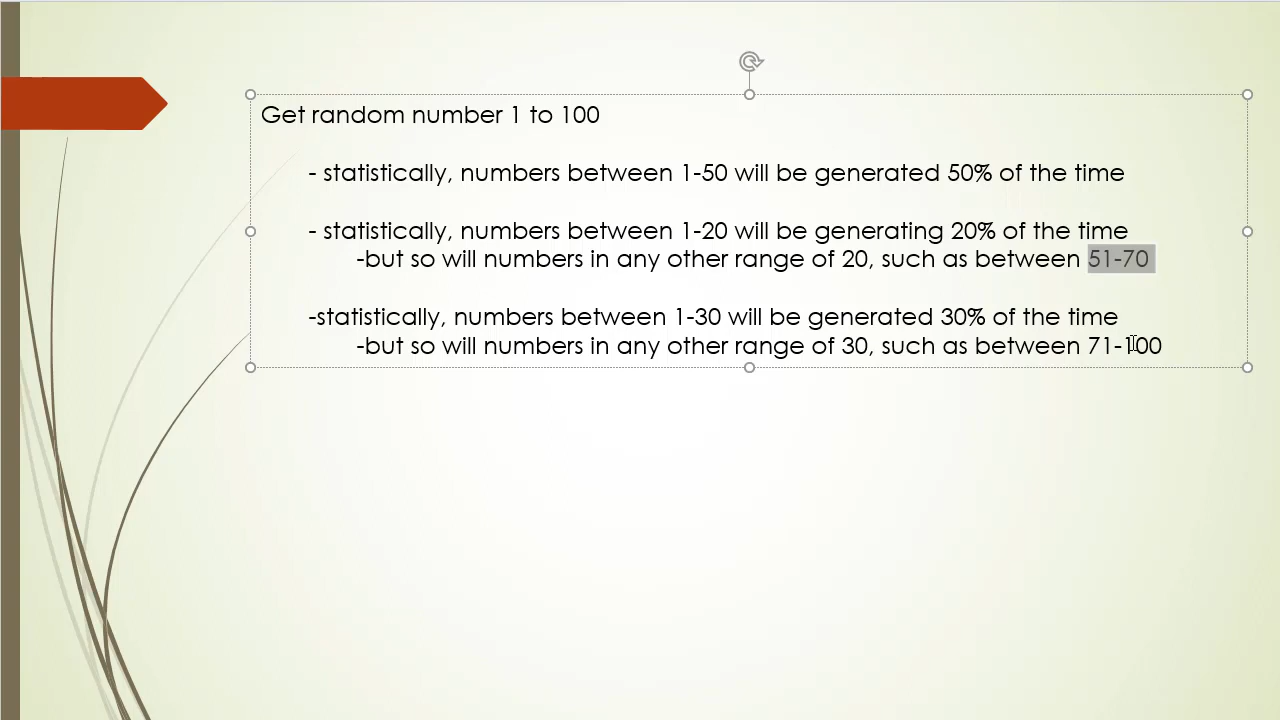 Get random number 1 to 100
- statistically, numbers between 1-50 will be generated 50% of the time
- statistically, numbers between 1-20 will be generating 20% of the time
-but so will numbers in any other range of 20, such as between 51-70
-statistically, numbers between 1-30 will be generated 30% of the time
-but so will numbers in any other range of 30, such as between 71-100